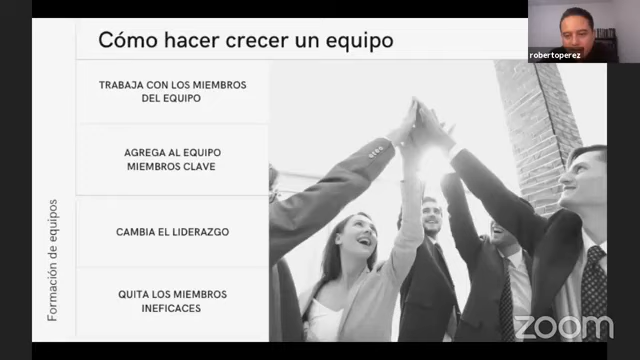 Cómo hacer crecer un equipo
robertoperez
TRABAJA CON LOS MIEMBROS
DEL EQUIPO
AGREGA AL EQUIPO
MIEMBROS CLAVE
CAMBIA EL LIDERAZGO
QUITA LOS MIEMBROS
INEFICACES
Formación de equipos
zoom